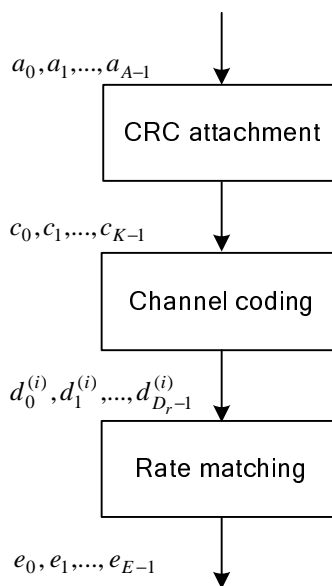 a_0, a_1, ..., a_{A-1}
CRC attachment
c_0, c_1, ..., c_{K-1}
Channel coding
d_0^{(i)}, d_1^{(i)}, ..., d_{D_r-1}^{(i)}
Rate matching
e_0, e_1, ..., e_{E-1}